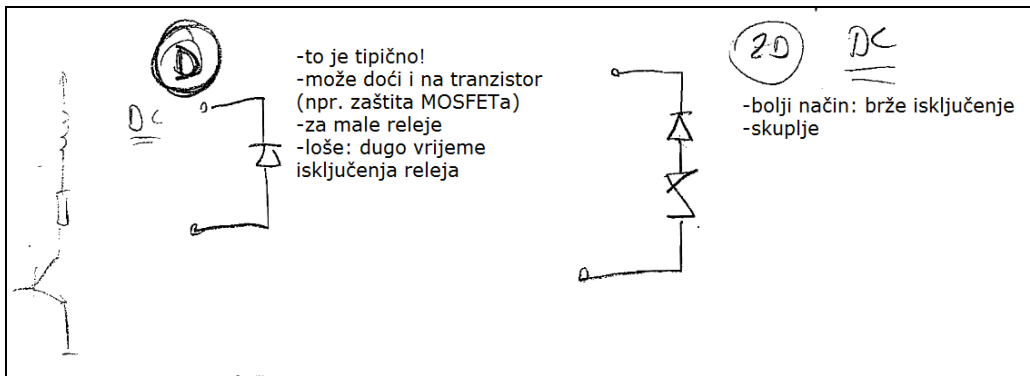 D
DC
-to je tipično!
-može doći i na tranzistor
(npr. zaštita MOSFETa)
-za male releje
-loše: dugo vrijeme
isključenja releja
ZD
DC
-bolji način: brže isključenje
-skuplje